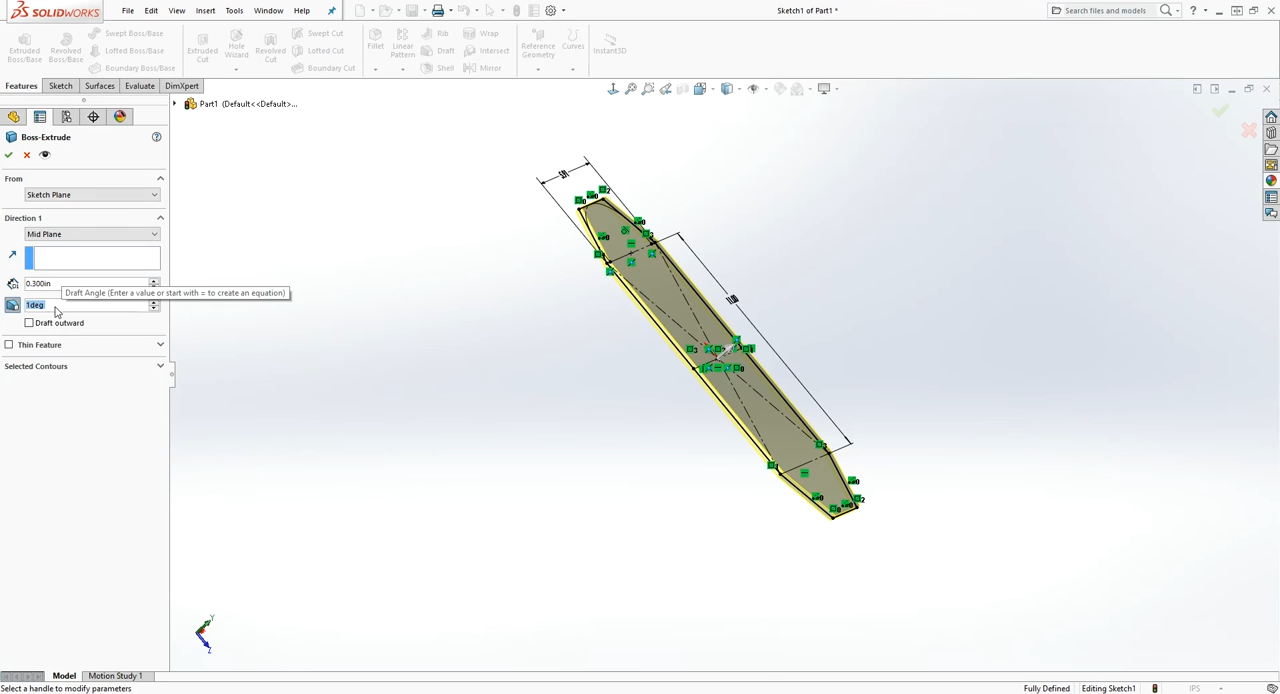 SOLIDWORKS File Edit View Insert Tools Window Help Sketch1 of Part1 * Search files and models ?
Extruded Boss/Base Revolved Boss/Base Swept Boss/Base Lofted Boss/Base Boundary Boss/Base Extruded Cut Hole Wizard Revolved Cut Swept Cut Lofted Cut Boundary Cut Fillet Linear Pattern Rib Draft Shell Wrap Intersect Mirror Reference Geometry Curves Instant3D
Features Sketch Surfaces Evaluate DimXpert
Part1 (Default<<Default>...
Boss-Extrude
From
Sketch Plane
Direction 1
Mid Plane
0.300in
Draft Angle (Enter a value or start with = to create an equation)
1deg
Draft outward
Thin Feature
Selected Contours
Y
Z
Model Motion Study 1
Select a handle to modify parameters Fully Defined Editing Sketch1 IPS